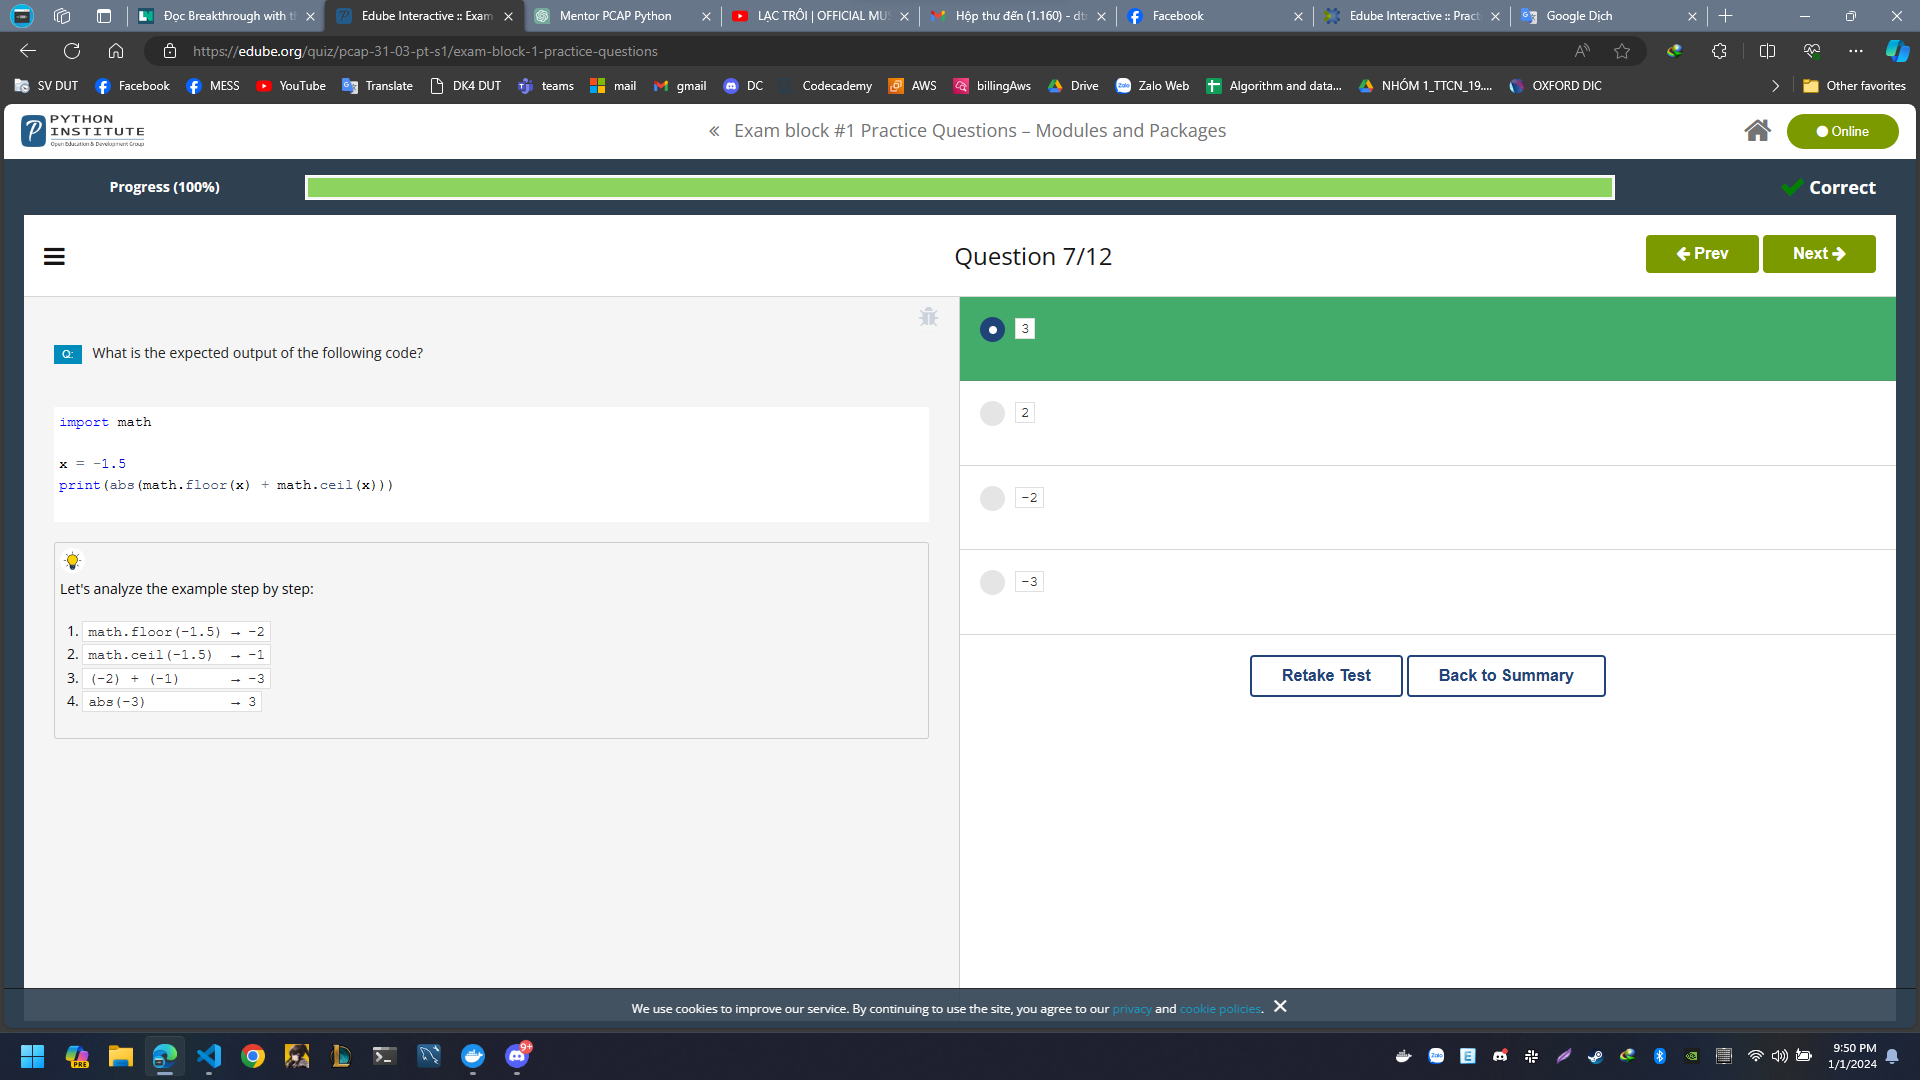 Đọc Breakthrough with th
Edube Interactive :: Exam
Mentor PCAP Python
LẠC TRÔI | OFFICIAL MUS
Hộp thư đến (1.160) - dt
Facebook
Edube Interactive :: Pract
Google Dịch
https://edube.org/quiz/pcap-31-03-pt-s1/exam-block-1-practice-questions
SV DUT
Facebook
MESS
YouTube
Translate
DK4 DUT
teams
mail
gmail
DC
Codecademy
AWS
billingAws
Drive
Zalo Web
Algorithm and data...
NHÓM 1_TTCN_19....
OXFORD DIC
Other favorites
PYTHON
INSTITUTE
Open Education & Development Group
« Exam block #1 Practice Questions – Modules and Packages
Online
Progress (100%)
Correct
Question 7/12
Prev
Next
Q: What is the expected output of the following code?
import math
x = -1.5
print(abs(math.floor(x) + math.ceil(x)))
Let's analyze the example step by step:
1. math.floor(-1.5) → -2
2. math.ceil(-1.5) → -1
3. (-2) + (-1) → -3
4. abs(-3) → 3
3
2
-2
-3
Retake Test
Back to Summary
We use cookies to improve our service. By continuing to use the site, you agree to our privacy and cookie policies.
PRE
9+
9:50 PM
1/1/2024